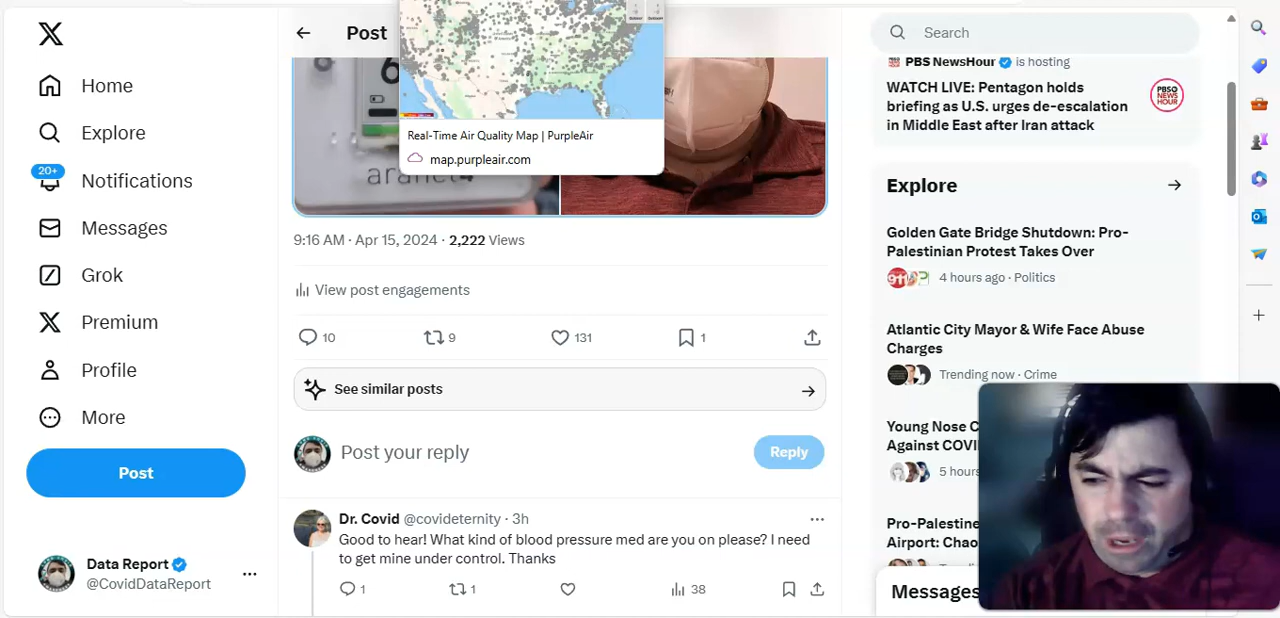 Home
Explore
20+
Notifications
Messages
Grok
Premium
Profile
More
Post
Data Report
@CovidDataReport
Post
Real-Time Air Quality Map | PurpleAir
map.purpleair.com
aranet4
9:16 AM · Apr 15, 2024 · 2,222 Views
View post engagements
10
9
131
1
See similar posts
Post your reply
Reply
Dr. Covid @covideternity · 3h
Good to hear! What kind of blood pressure med are you on please? I need
to get mine under control. Thanks
1
1
38
Search
PBS NewsHour is hosting
WATCH LIVE: Pentagon holds
briefing as U.S. urges de-escalation
in Middle East after Iran attack
PBS
NEWS
HOUR
Explore
Golden Gate Bridge Shutdown: Pro-
Palestinian Protest Takes Over
4 hours ago · Politics
Atlantic City Mayor & Wife Face Abuse
Charges
Trending now · Crime
Young Nose C
Against COVI
5 hours
Pro-Palestine
Airport: Chao
Messages